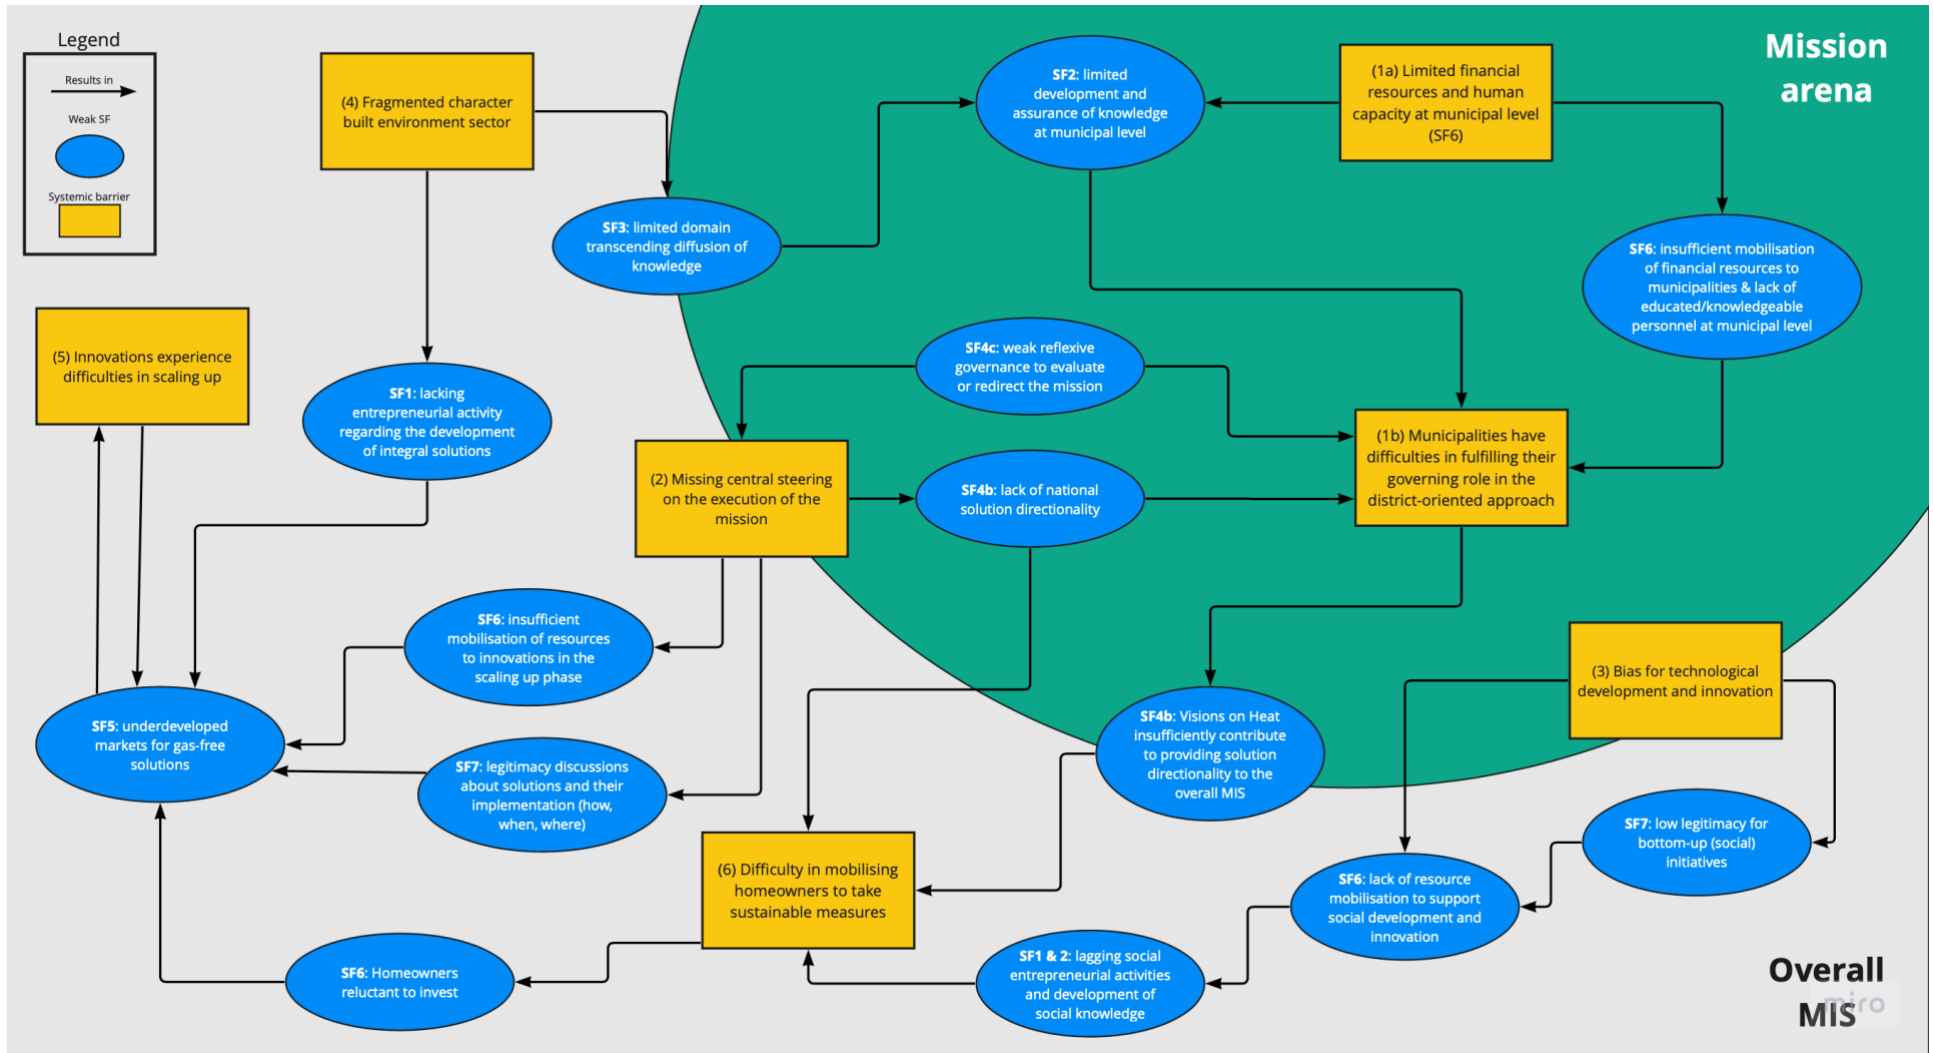 Legend
Results in
Weak SF
Systemic barrier
(4) Fragmented character
built environment sector
SF2: limited
development and
assurance of knowledge
at municipal level
(1a) Limited financial
resources and human
capacity at municipal level
(SF6)
Mission
arena
SF3: limited domain
transcending diffusion of
knowledge
SF6: insufficient mobilisation
of financial resources to
municipalities & lack of
educated/knowledgeable
personnel at municipal level
(5) Innovations experience
difficulties in scaling up
SF1: lacking
entrepreneurial activity
regarding the development
of integral solutions
SF4c: weak reflexive
governance to evaluate
or redirect the mission
(2) Missing central steering
on the execution of the
mission
SF4b: lack of national
solution directionality
(1b) Municipalities have
difficulties in fulfilling their
governing role in the
district-oriented approach
SF6: insufficient
mobilisation of resources
to innovations in the
scaling up phase
SF5: underdeveloped
markets for gas-free
solutions
SF7: legitimacy discussions
about solutions and their
implementation (how,
when, where)
SF4b: Visions on Heat
insufficiently contribute
to providing solution
directionality to the
overall MIS
(3) Bias for technological
development and innovation
SF7: low legitimacy for
bottom-up (social)
initiatives
(6) Difficulty in mobilising
homeowners to take
sustainable measures
SF6: lack of resource
mobilisation to support
social development and
innovation
SF6: Homeowners
reluctant to invest
SF1 & 2: lagging social
entrepreneurial activities
and development of
social knowledge
Overall
MIS
miro